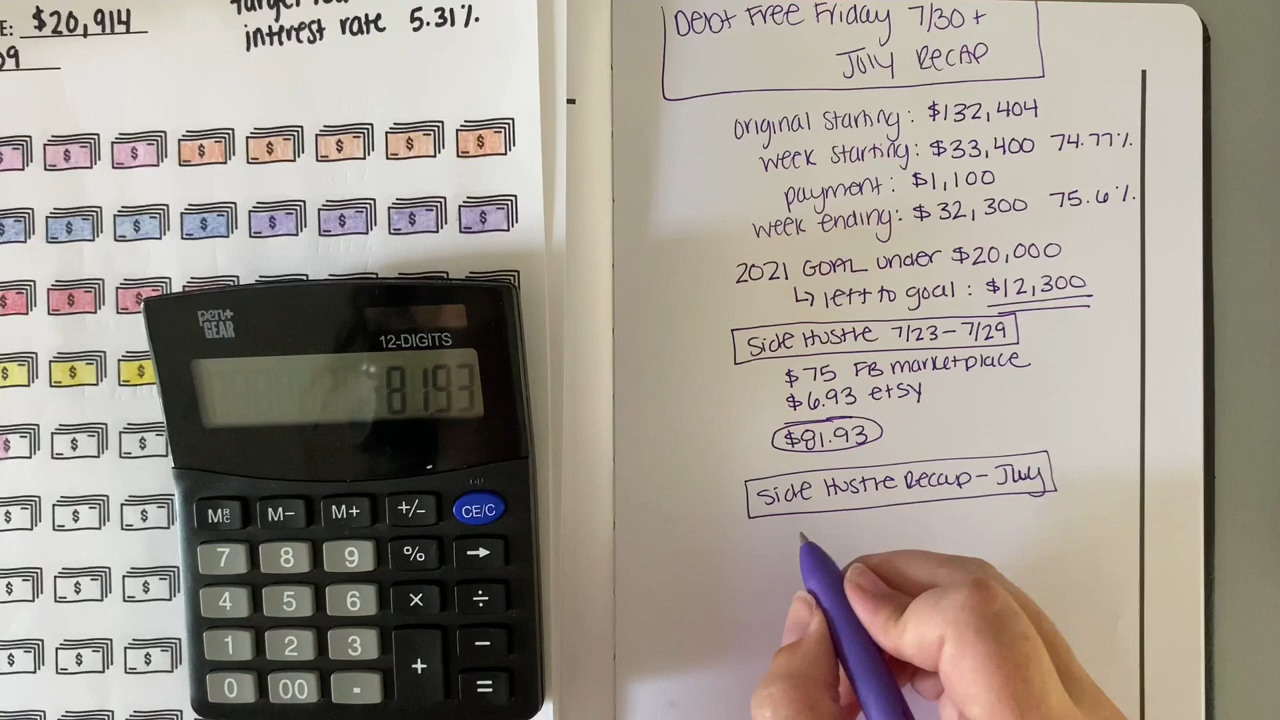 E: $20,914
interest rate 5.31%
Debt Free Friday 7/30 +
July Recap
original starting: $132,404
week starting: $33,400 74.77%
payment: $1,100
week ending: $32,300 75.6%
2021 GOAL under $20,000
↳ left to goal: $12,300
Side Hustle 7/23-7/29
$75 FB marketplace
$6.93 etsy
$81.93
Side Hustle Recap - July
pen+
GEAR
12-DIGITS
81.93
MRC M- M+ +/- CE/C
7 8 9 % →
4 5 6 × ÷
1 2 3 + -
0 00 . =